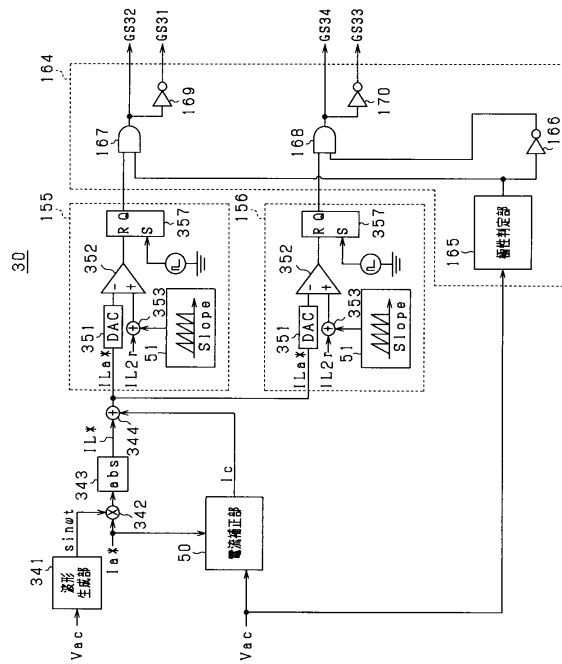 30
Vac
341
波形
生成部
sinωt
Ia*
342
343
abs
IL*
344
Ic
50
電流補正部
Vac
155
ILa*
351
DAC
IL2r
353
51
Slope
352
R Q
S
357
156
ILa*
351
DAC
IL2r
353
51
Slope
352
R Q
S
357
164
167
169
GS32
GS31
168
170
GS34
GS33
166
165
極性判定部